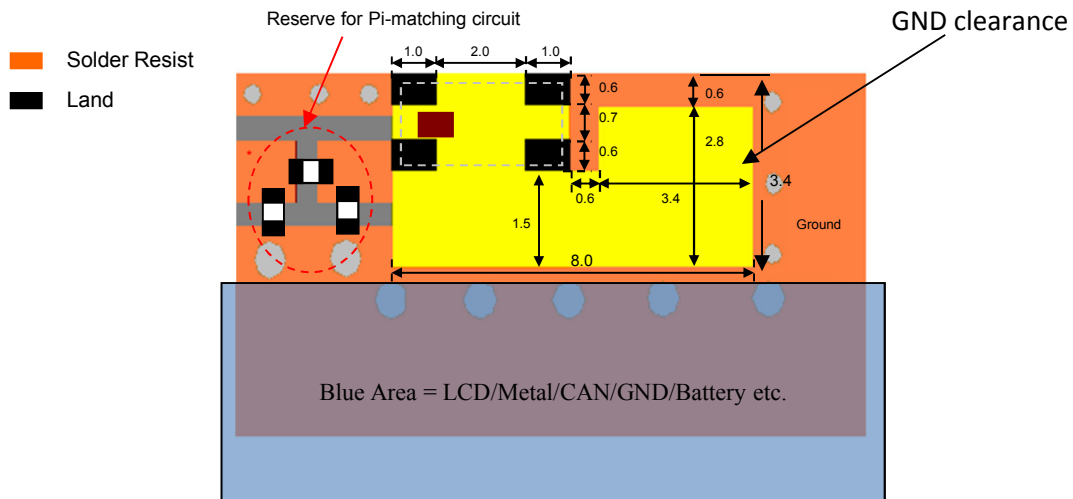 Reserve for Pi-matching circuit
GND clearance
Solder Resist
Land
1.0
2.0
1.0
0.6
0.6
0.7
2.8
0.6
3.4
0.6
3.4
1.5
Ground
8.0
Blue Area = LCD/Metal/CAN/GND/Battery etc.